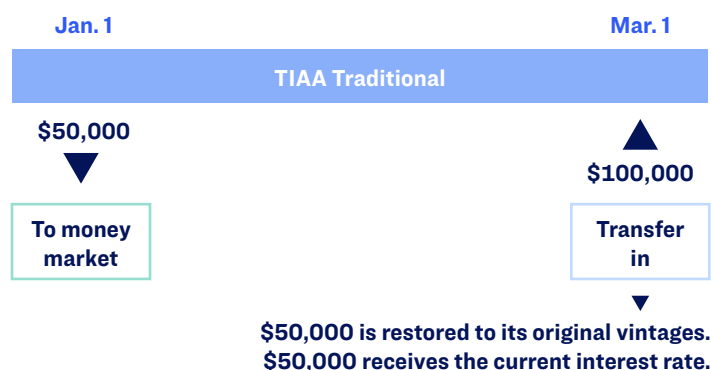 Jan. 1
Mar. 1
TIAA Traditional
$50,000
$100,000
To money
market
Transfer
in
$50,000 is restored to its original vintages.
$50,000 receives the current interest rate.